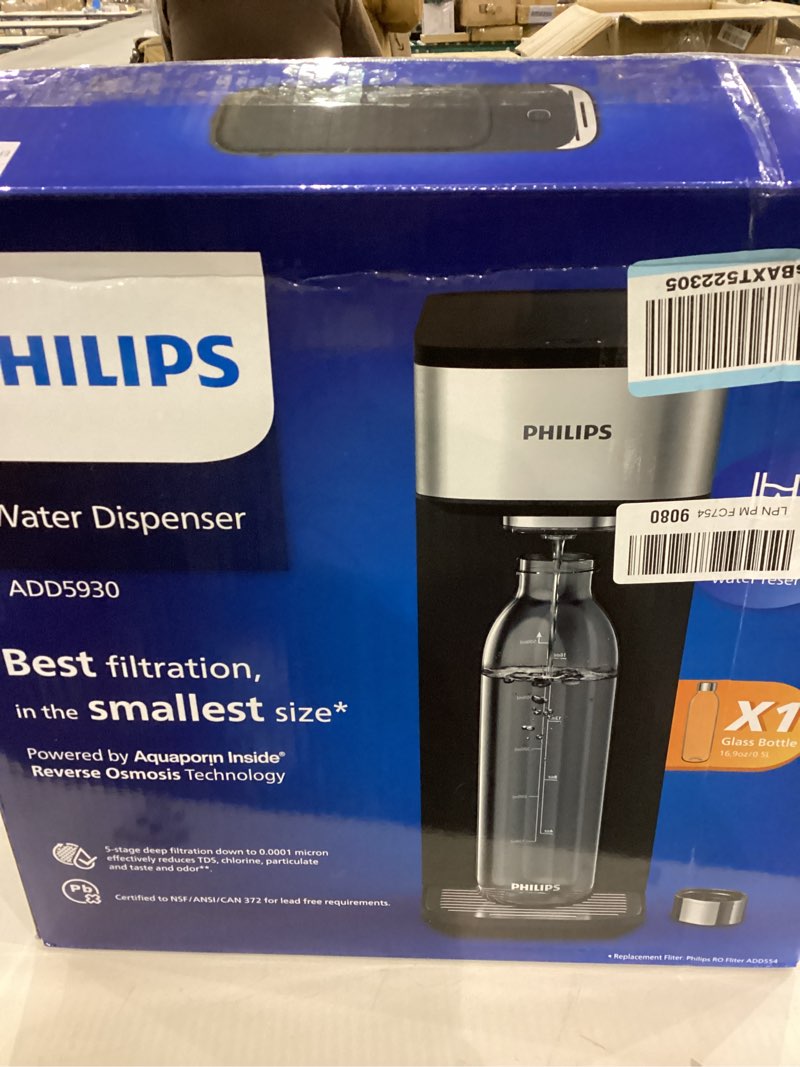 HILIPS
Water Dispenser
ADD5930
Best filtration,
in the smallest size*
Powered by Aquaporin Inside®
Reverse Osmosis Technology
5-stage deep filtration down to 0.0001 micron
effectively reduces TDS, chlorine, particulate
and taste and odor**.
Pb
Certified to NSF/ANSI/CAN 372 for lead free requirements.
PHILIPS
PHILIPS
BAXT522305
LPN PM FC754 9080
X1
Glass Bottle
16.9oz/0.5L
• Replacement Fliter: Philips RO Fliter ADD554